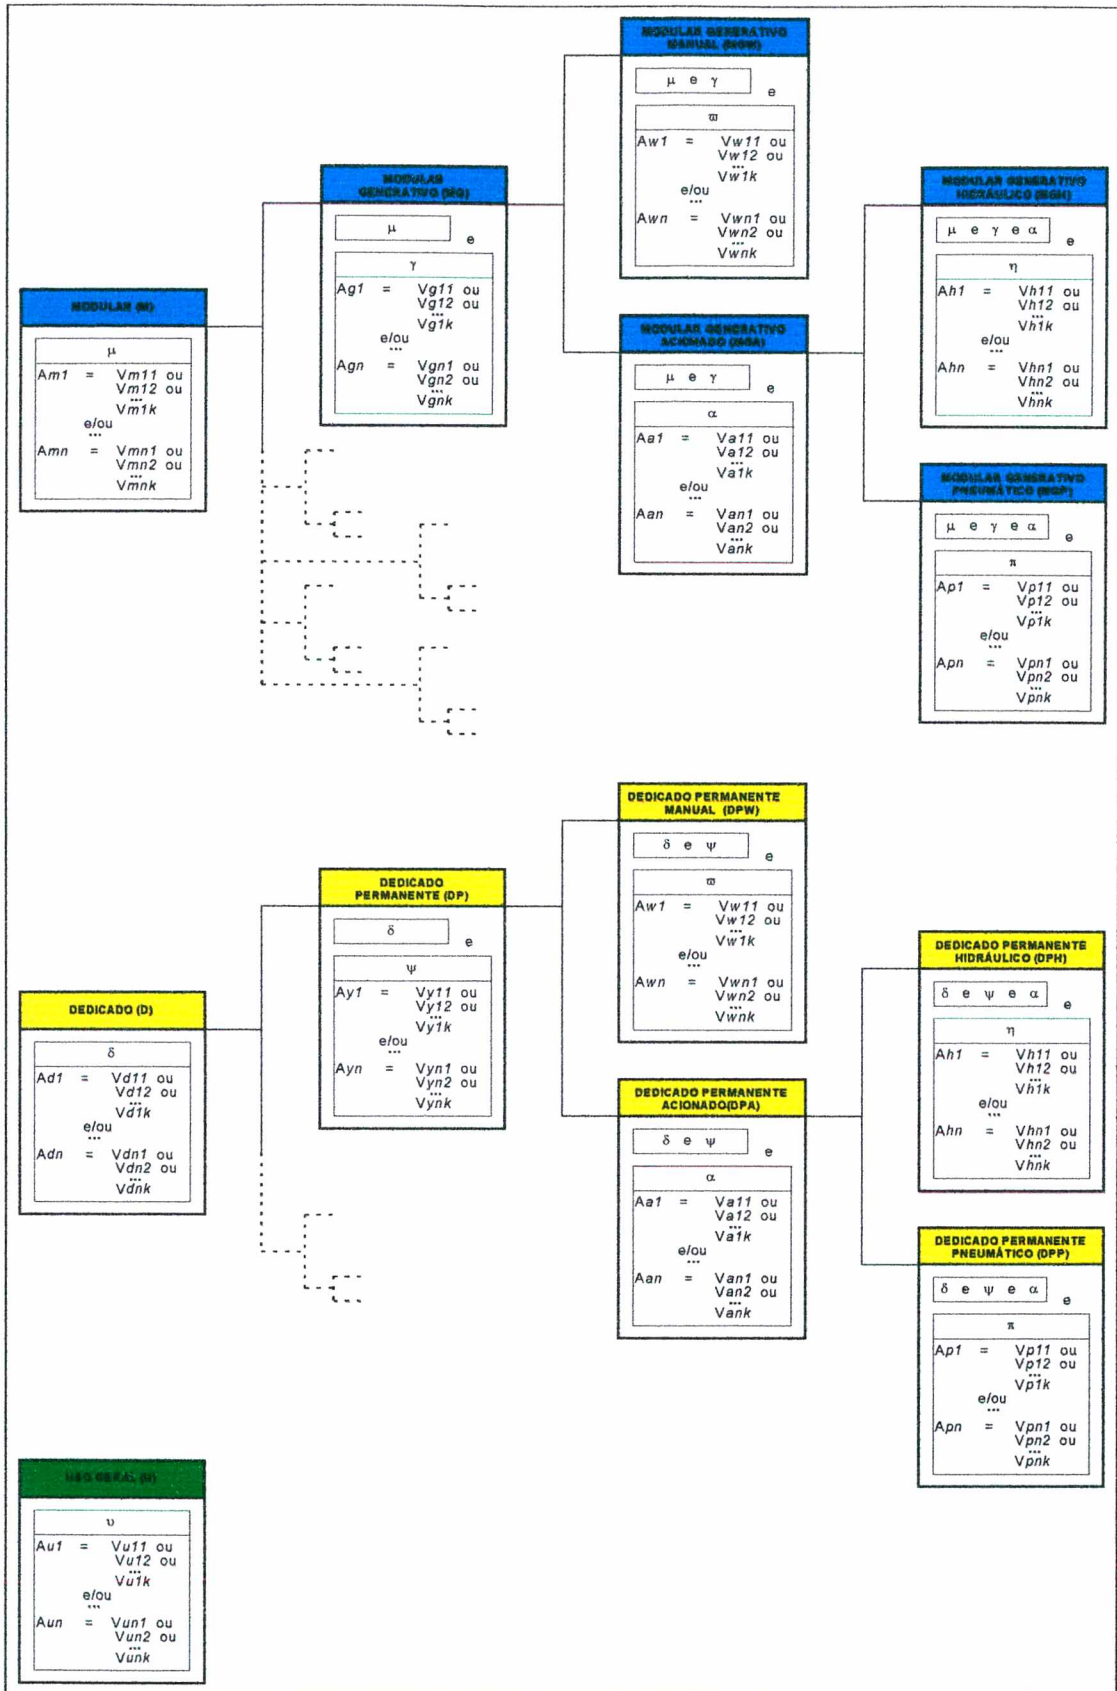 MODULAR (M)
μ
Am1 = Vm11 ou
Vm12 ou
...
Vm1k
e/ou
...
Amn = Vmn1 ou
Vmn2 ou
...
Vmnk
MODULAR
GENERATIVO (MG)
μ
e
γ
Ag1 = Vg11 ou
Vg12 ou
...
Vg1k
e/ou
...
Agn = Vgn1 ou
Vgn2 ou
...
Vgnk
MODULAR GENERATIVO
MANUAL (MGW)
μ e γ
e
ϖ
Aw1 = Vw11 ou
Vw12 ou
...
Vw1k
e/ou
...
Awn = Vwn1 ou
Vwn2 ou
...
Vwnk
MODULAR GENERATIVO
ACIONADO (MGA)
μ e γ
e
α
Aa1 = Va11 ou
Va12 ou
...
Va1k
e/ou
...
Aan = Van1 ou
Van2 ou
...
Vank
MODULAR GENERATIVO
HIDRÁULICO (MGH)
μ e γ e α
e
η
Ah1 = Vh11 ou
Vh12 ou
...
Vh1k
e/ou
...
Ahn = Vhn1 ou
Vhn2 ou
...
Vhnk
MODULAR GENERATIVO
PNEUMÁTICO (MGP)
μ e γ e α
e
π
Ap1 = Vp11 ou
Vp12 ou
...
Vp1k
e/ou
...
Apn = Vpn1 ou
Vpn2 ou
...
Vpnk
DEDICADO (D)
δ
Ad1 = Vd11 ou
Vd12 ou
...
Vd1k
e/ou
...
Adn = Vdn1 ou
Vdn2 ou
...
Vdnk
DEDICADO
PERMANENTE (DP)
δ
e
ψ
Ay1 = Vy11 ou
Vy12 ou
...
Vy1k
e/ou
...
Ayn = Vyn1 ou
Vyn2 ou
...
Vynk
DEDICADO PERMANENTE
MANUAL (DPW)
δ e ψ
e
ϖ
Aw1 = Vw11 ou
Vw12 ou
...
Vw1k
e/ou
...
Awn = Vwn1 ou
Vwn2 ou
...
Vwnk
DEDICADO PERMANENTE
ACIONADO(DPA)
δ e ψ
e
α
Aa1 = Va11 ou
Va12 ou
...
Va1k
e/ou
...
Aan = Van1 ou
Van2 ou
...
Vank
DEDICADO PERMANENTE
HIDRÁULICO (DPH)
δ e ψ e α
e
η
Ah1 = Vh11 ou
Vh12 ou
...
Vh1k
e/ou
...
Ahn = Vhn1 ou
Vhn2 ou
...
Vhnk
DEDICADO PERMANENTE
PNEUMÁTICO (DPP)
δ e ψ e α
e
π
Ap1 = Vp11 ou
Vp12 ou
...
Vp1k
e/ou
...
Apn = Vpn1 ou
Vpn2 ou
...
Vpnk
USO GERAL (U)
υ
Au1 = Vu11 ou
Vu12 ou
...
Vu1k
e/ou
...
Aun = Vun1 ou
Vun2 ou
...
Vunk